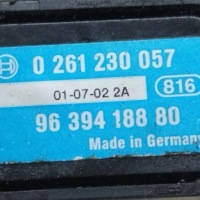 0 261 230 057
01-07-02 2A 816
96 394 188 80
Made in Germany